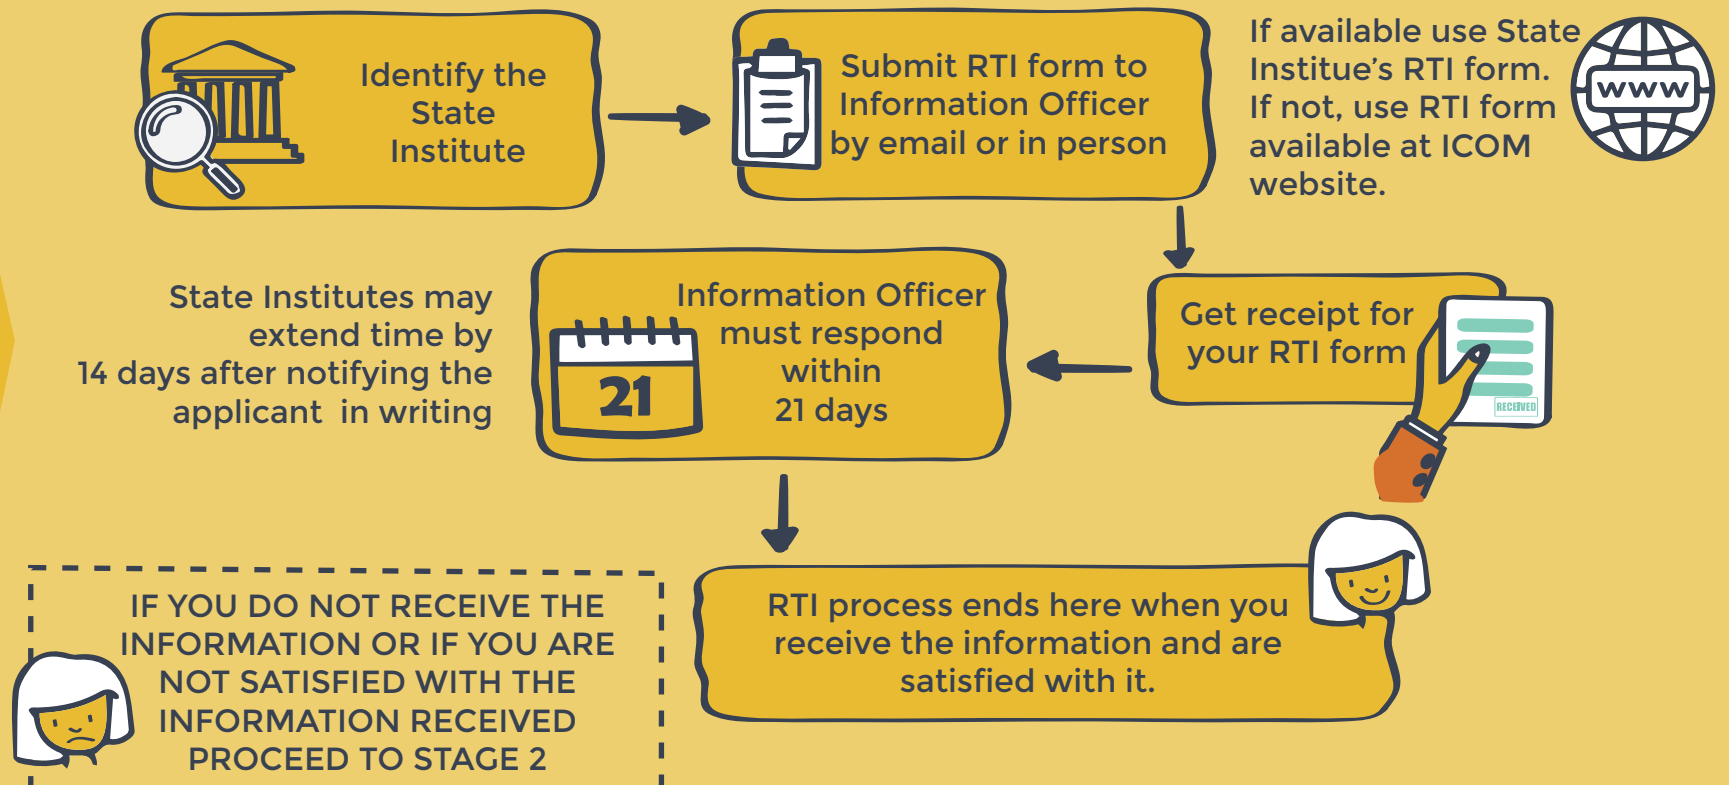 Identify the
State
Institute
Submit RTI form to
Information Officer
by email or in person
If available use State
Institue's RTI form.
If not, use RTI form
available at ICOM
website.
www
Get receipt for
your RTI form
RECEIVED
Information Officer
must respond
within
21 days
21
State Institutes may
extend time by
14 days after notifying the
applicant in writing
RTI process ends here when you
receive the information and are
satisfied with it.
IF YOU DO NOT RECEIVE THE
INFORMATION OR IF YOU ARE
NOT SATISFIED WITH THE
INFORMATION RECEIVED
PROCEED TO STAGE 2